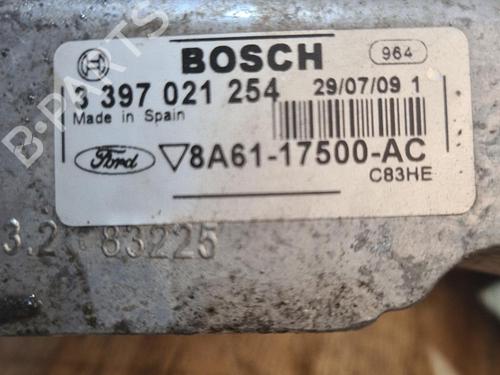 BOSCH
964
3 397 021 254
29/07/09 1
Made in Spain
Ford
8A61-17500-AC
C83HE
3.2 83225
B-PARTS